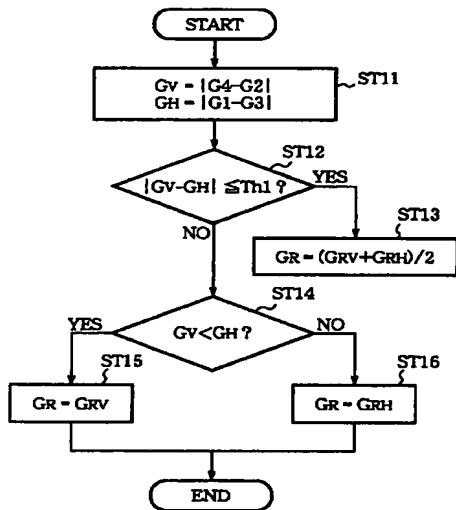 START
GV = |G4-G2|
GH = |G1-G3|
ST11
ST12
|GV-GH| ≦Th1?
YES
NO
ST13
GR = (GRV+GRH)/2
ST14
YES
GV<GH?
NO
ST15
GR = GRV
ST16
GR = GRH
END